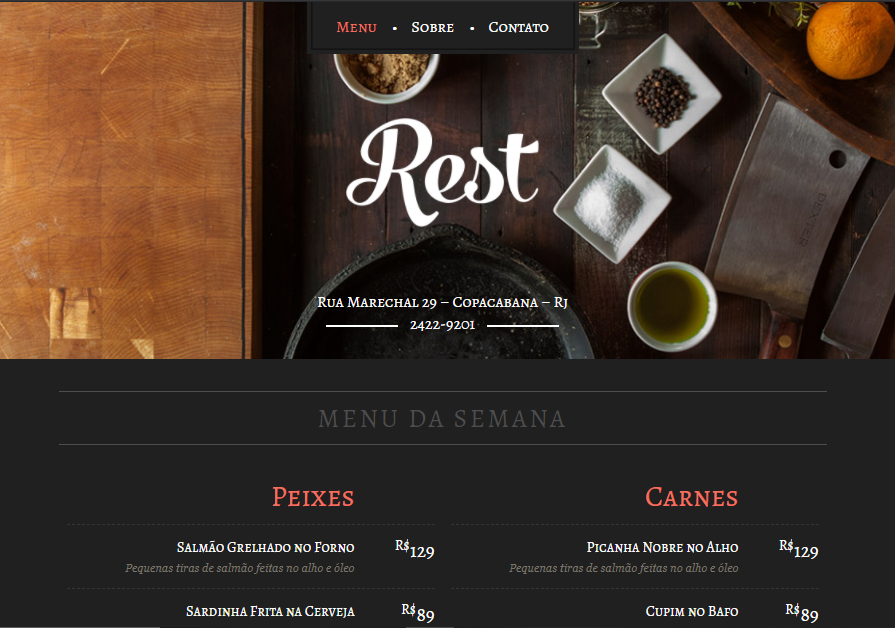 Menu • Sobre • Contato
Rest
Rua Marechal 29 – Copacabana – Rj
2422-9201
DEXTER
MENU DA SEMANA
Peixes
Salmão Grelhado no Forno R$129
Pequenas tiras de salmão feitas no alho e óleo
Sardinha Frita na Cerveja R$89
Carnes
Picanha Nobre no Alho R$129
Pequenas tiras de salmão feitas no alho e óleo
Cupim no Bafo R$89